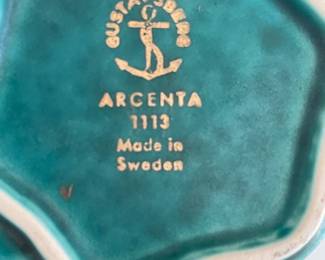 GUSTAVSBERG
ARGENTA
1113
Made in
Sweden